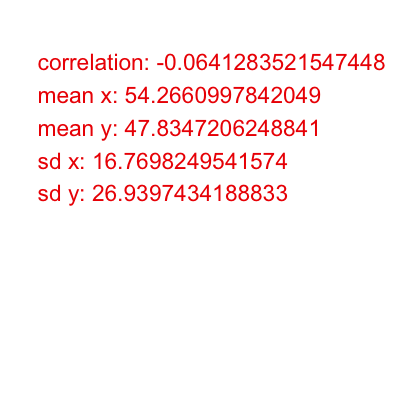 correlation: -0.0641283521547448
mean x: 54.2660997842049
mean y: 47.8347206248841
sd x: 16.7698249541574
sd y: 26.9397434188833